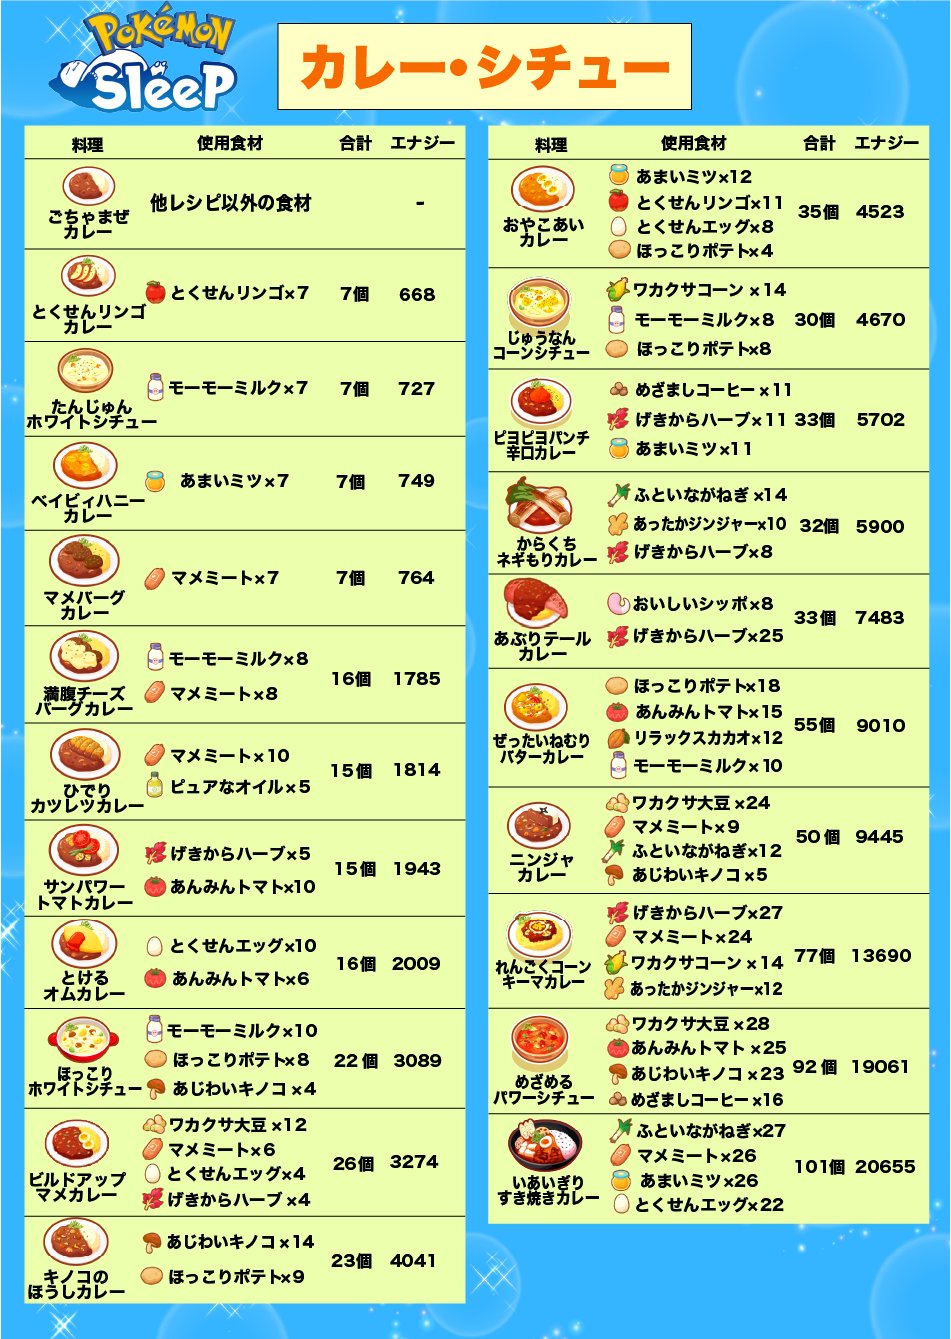 POKéMON
Sleep
カレー・シチュー
料理 使用食材 合計 エナジー
ごちゃまぜ
カレー
他レシピ以外の食材 -
とくせんリンゴ
カレー
とくせんリンゴ×7 7個 668
たんじゅん
ホワイトシチュー
モーモーミルク×7 7個 727
ベイビィハニー
カレー
あまいミツ×7 7個 749
マメバーグ
カレー
マメミート×7 7個 764
満腹チーズ
バーグカレー
モーモーミルク×8
マメミート×8
16個 1785
ひでり
カツレツカレー
マメミート×10
ピュアなオイル×5
15個 1814
サンパワー
トマトカレー
げきからハーブ×5
あんみんトマト×10
15個 1943
とける
オムカレー
とくせんエッグ×10
あんみんトマト×6
16個 2009
ほっこり
ホワイトシチュー
モーモーミルク×10
ほっこりポテト×8
あじわいキノコ×4
22個 3089
ビルドアップ
マメカレー
ワカクサ大豆×12
マメミート×6
とくせんエッグ×4
げきからハーブ×4
26個 3274
キノコの
ほうしカレー
あじわいキノコ×14
ほっこりポテト×9
23個 4041
料理 使用食材 合計 エナジー
おやこあい
カレー
あまいミツ×12
とくせんリンゴ×11
とくせんエッグ×8
ほっこりポテト×4
35個 4523
じゅうなん
コーンシチュー
ワカクサコーン ×14
モーモーミルク×8
ほっこりポテト×8
30個 4670
ピヨピヨパンチ
辛口カレー
めざましコーヒー ×11
げきからハーブ×11
あまいミツ×11
33個 5702
からくち
ネギもりカレー
ふといながねぎ ×14
あったかジンジャー×10
げきからハーブ×8
32個 5900
あぶりテール
カレー
おいしいシッポ×8
げきからハーブ×25
33個 7483
ぜったいねむり
バターカレー
ほっこりポテト×18
あんみんトマト×15
リラックスカカオ×12
モーモーミルク×10
55個 9010
ニンジャ
カレー
ワカクサ大豆×24
マメミート×9
ふといながねぎ×12
あじわいキノコ×5
50個 9445
れんごくコーン
キーマカレー
げきからハーブ×27
マメミート×24
ワカクサコーン ×14
あったかジンジャー×12
77個 13690
めざめる
パワーシチュー
ワカクサ大豆×28
あんみんトマト ×25
あじわいキノコ×23
めざましコーヒー×16
92個 19061
いあいぎり
すき焼きカレー
ふといながねぎ×27
マメミート×26
あまいミツ×26
とくせんエッグ×22
101個 20655